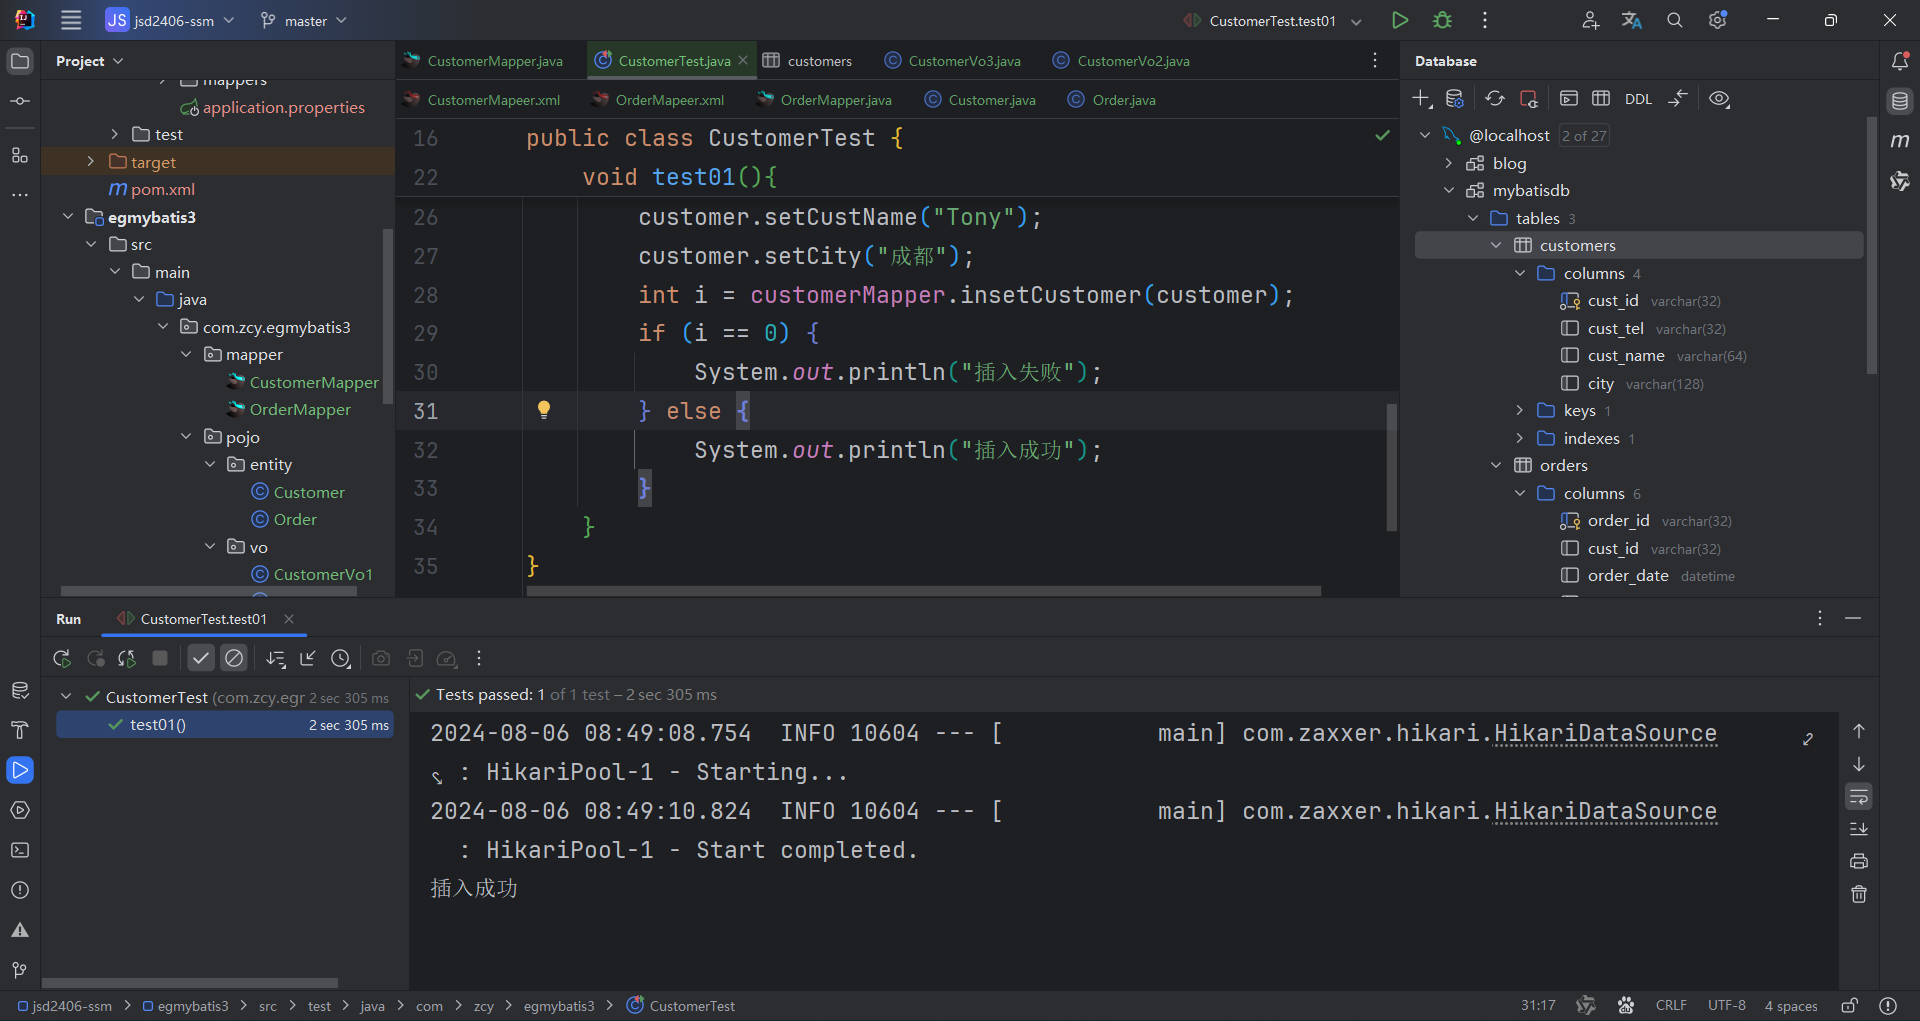 JS jsd2406-ssm master CustomerTest.test01
Project
mappers
application.properties
test
target
m pom.xml
egmybatis3
src
main
java
com.zcy.egmybatis3
mapper
CustomerMapper
OrderMapper
pojo
entity
Customer
Order
vo
CustomerVo1
CustomerMapper.java CustomerTest.java customers CustomerVo3.java CustomerVo2.java
CustomerMapeer.xml OrderMapeer.xml OrderMapper.java Customer.java Order.java
16 public class CustomerTest {
22 void test01(){
26 customer.setCustName("Tony");
27 customer.setCity("成都");
28 int i = customerMapper.insetCustomer(customer);
29 if (i == 0) {
30 System.out.println("插入失败");
31 } else {
32 System.out.println("插入成功");
33 }
34 }
35 }
Database
DDL
@localhost 2 of 27
blog
mybatisdb
tables 3
customers
columns 4
cust_id varchar(32)
cust_tel varchar(32)
cust_name varchar(64)
city varchar(128)
keys 1
indexes 1
orders
columns 6
order_id varchar(32)
cust_id varchar(32)
order_date datetime
Run CustomerTest.test01
CustomerTest (com.zcy.egr 2 sec 305 ms
test01() 2 sec 305 ms
Tests passed: 1 of 1 test – 2 sec 305 ms
2024-08-06 08:49:08.754 INFO 10604 --- [ main] com.zaxxer.hikari.HikariDataSource
: HikariPool-1 - Starting...
2024-08-06 08:49:10.824 INFO 10604 --- [ main] com.zaxxer.hikari.HikariDataSource
: HikariPool-1 - Start completed.
插入成功
jsd2406-ssm > egmybatis3 > src > test > java > com > zcy > egmybatis3 > CustomerTest
31:17 CRLF UTF-8 4 spaces